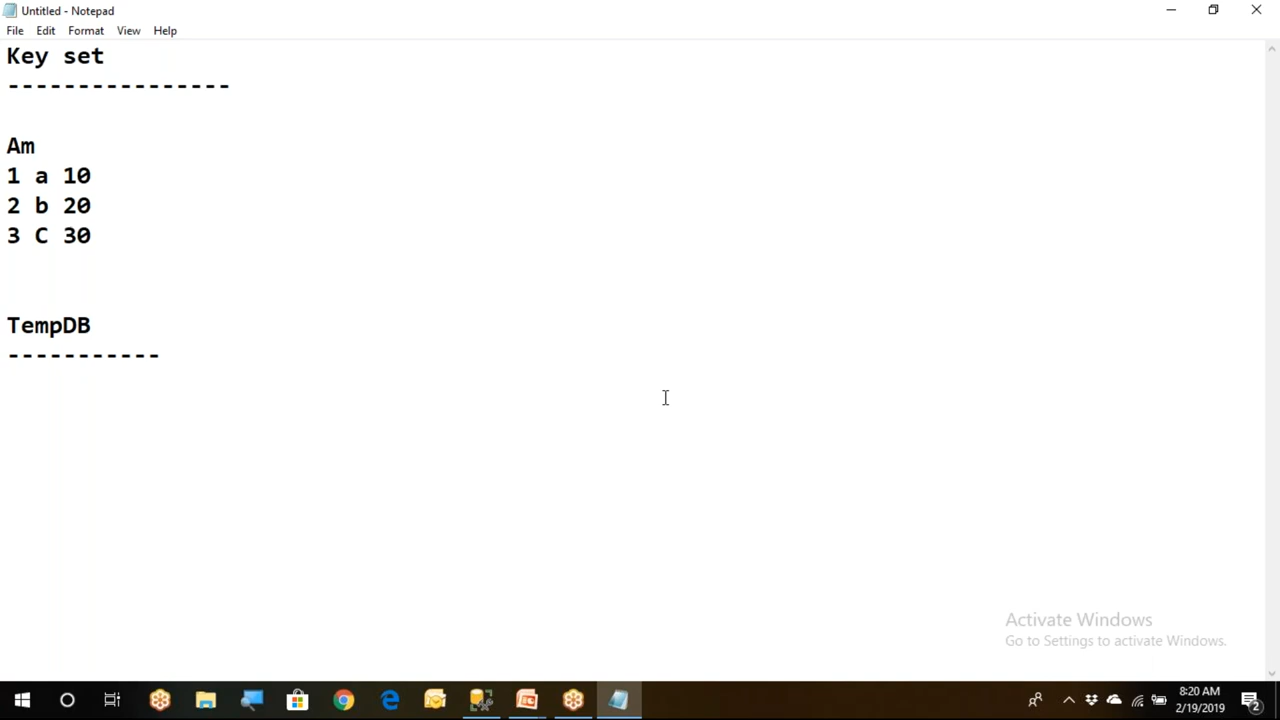 Untitled - Notepad
File Edit Format View Help
Key set
----------------
Am
1 a 10
2 b 20
3 C 30
TempDB
-----------
Activate Windows
Go to Settings to activate Windows.
8:20 AM
2/19/2019
2